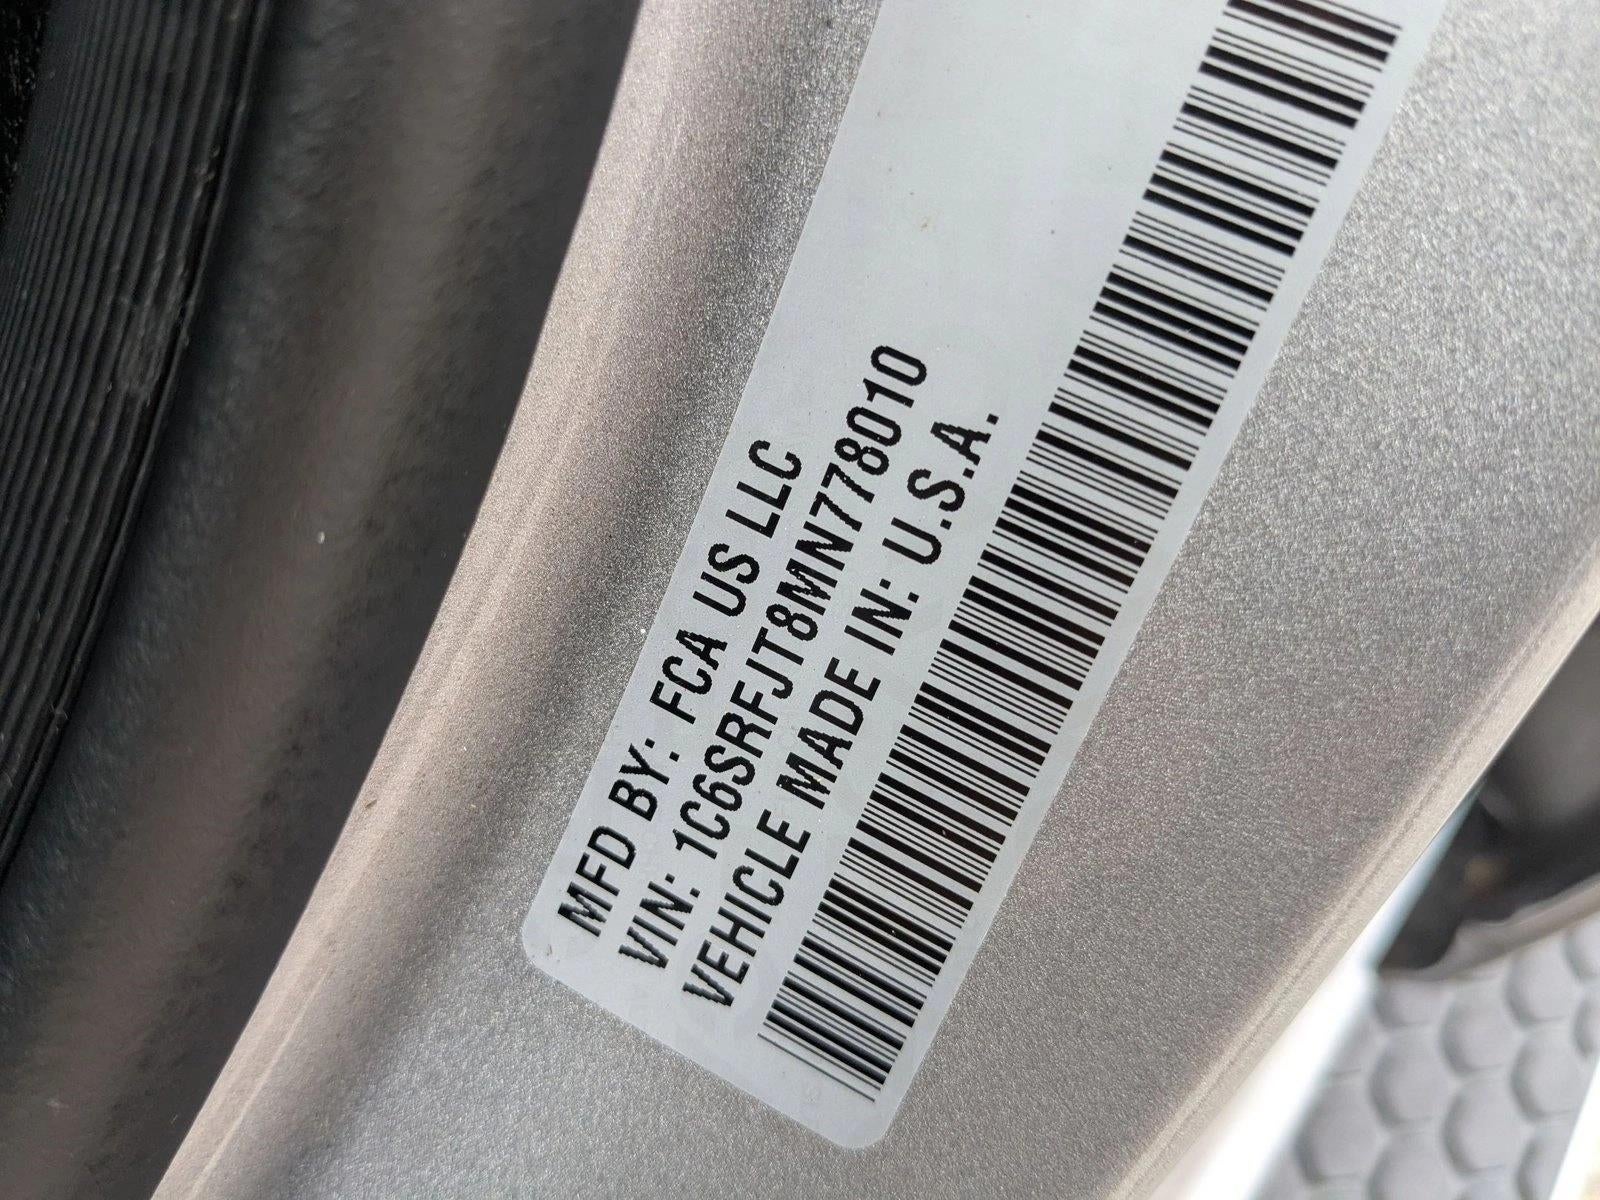 MFD BY: FCA US LLC
VIN: 1C6SRFJT8MN778010
VEHICLE MADE IN: U.S.A.